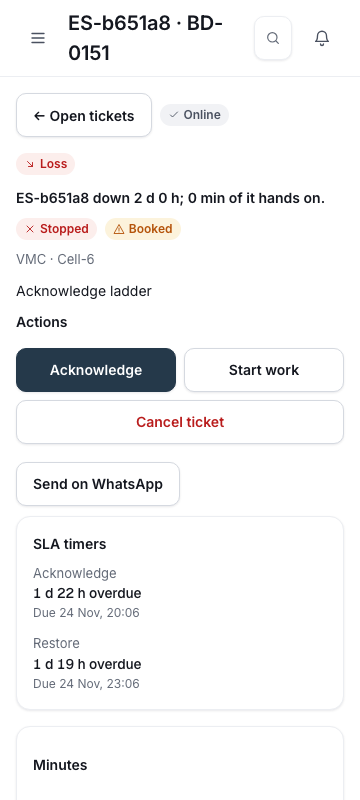 ES-b651a8 · BD-
0151
← Open tickets
Online
Loss
ES-b651a8 down 2 d 0 h; 0 min of it hands on.
Stopped
Booked
VMC · Cell-6
Acknowledge ladder
Actions
Acknowledge
Start work
Cancel ticket
Send on WhatsApp
SLA timers
Acknowledge
1 d 22 h overdue
Due 24 Nov, 20:06
Restore
1 d 19 h overdue
Due 24 Nov, 23:06
Minutes